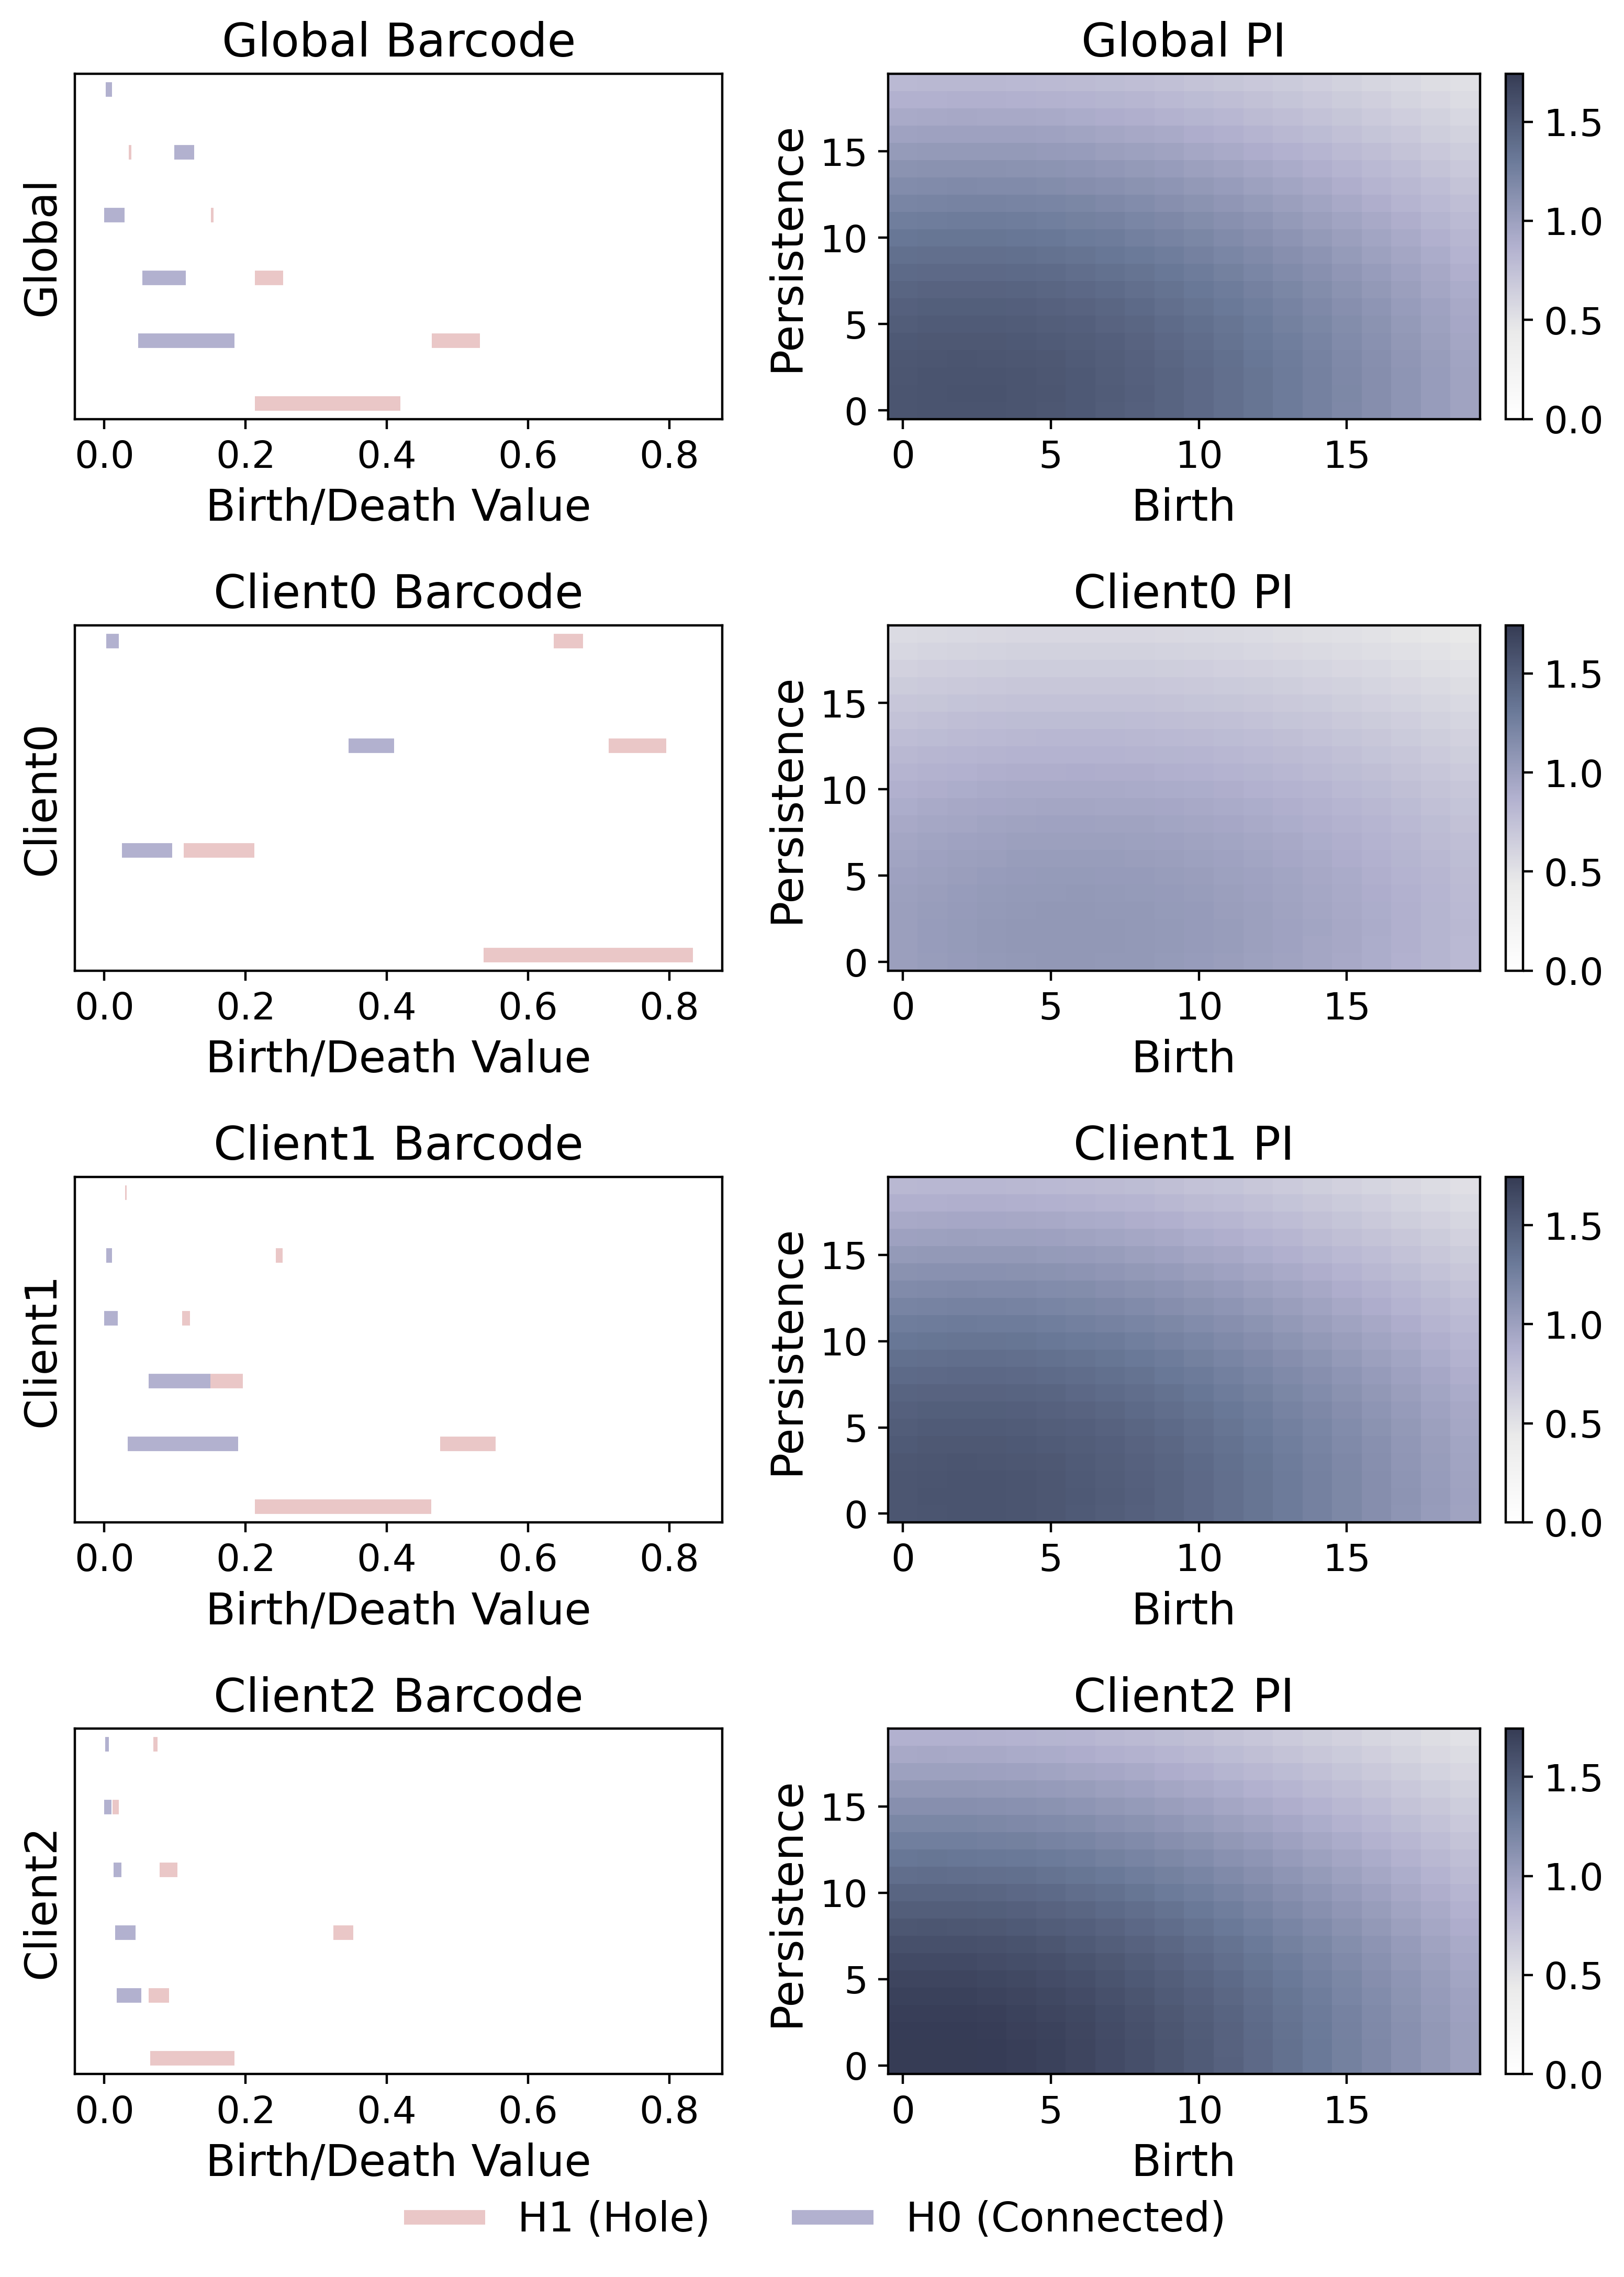 Global Barcode
Global PI
Global
0.0 0.2 0.4 0.6 0.8
Birth/Death Value
Persistence
15
10
5
0
0 5 10 15
Birth
1.5
1.0
0.5
0.0
Client0 Barcode
Client0 PI
Client0
0.0 0.2 0.4 0.6 0.8
Birth/Death Value
Persistence
15
10
5
0
0 5 10 15
Birth
1.5
1.0
0.5
0.0
Client1 Barcode
Client1 PI
Client1
0.0 0.2 0.4 0.6 0.8
Birth/Death Value
Persistence
15
10
5
0
0 5 10 15
Birth
1.5
1.0
0.5
0.0
Client2 Barcode
Client2 PI
Client2
0.0 0.2 0.4 0.6 0.8
Birth/Death Value
Persistence
15
10
5
0
0 5 10 15
Birth
1.5
1.0
0.5
0.0
H1 (Hole)
H0 (Connected)